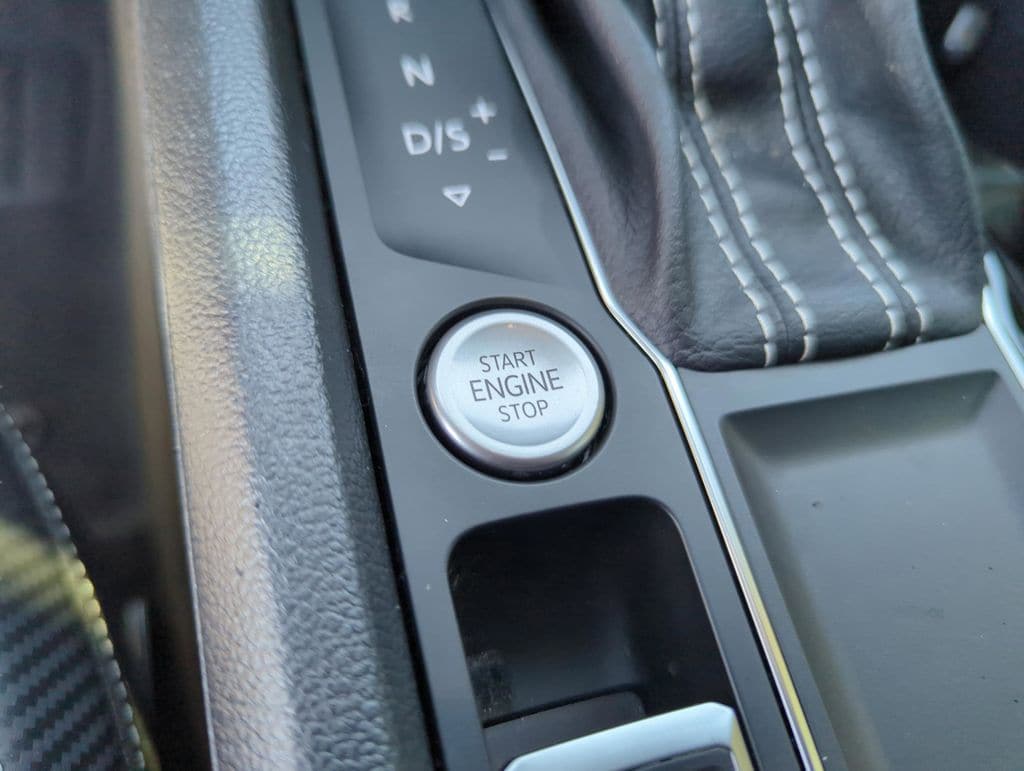 R
N
D/S
+
-
START
ENGINE
STOP